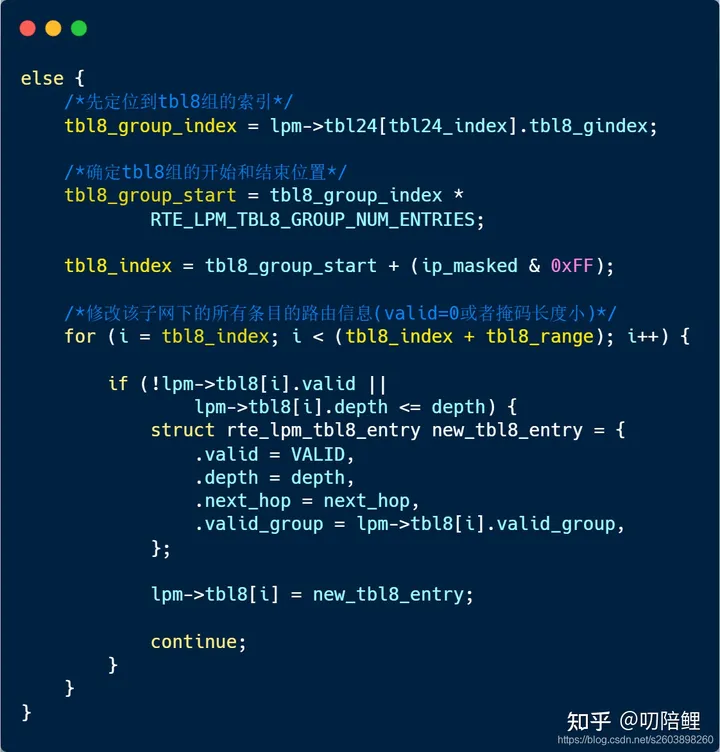 else {
    /*先定位到tbl8组的索引*/
    tbl8_group_index = lpm->tbl24[tbl24_index].tbl8_gindex;

    /*确定tbl8组的开始和结束位置*/
    tbl8_group_start = tbl8_group_index *
            RTE_LPM_TBL8_GROUP_NUM_ENTRIES;

    tbl8_index = tbl8_group_start + (ip_masked & 0xFF);

    /*修改该子网下的所有条目的路由信息(valid=0或者掩码长度小)*/
    for (i = tbl8_index; i < (tbl8_index + tbl8_range); i++) {

        if (!lpm->tbl8[i].valid ||
                lpm->tbl8[i].depth <= depth) {
            struct rte_lpm_tbl8_entry new_tbl8_entry = {
                .valid = VALID,
                .depth = depth,
                .next_hop = next_hop,
                .valid_group = lpm->tbl8[i].valid_group,
            };

            lpm->tbl8[i] = new_tbl8_entry;

            continue;
        }
    }
}
知乎 @叨陪鲤
https://blog.csdn.net/s2603898260